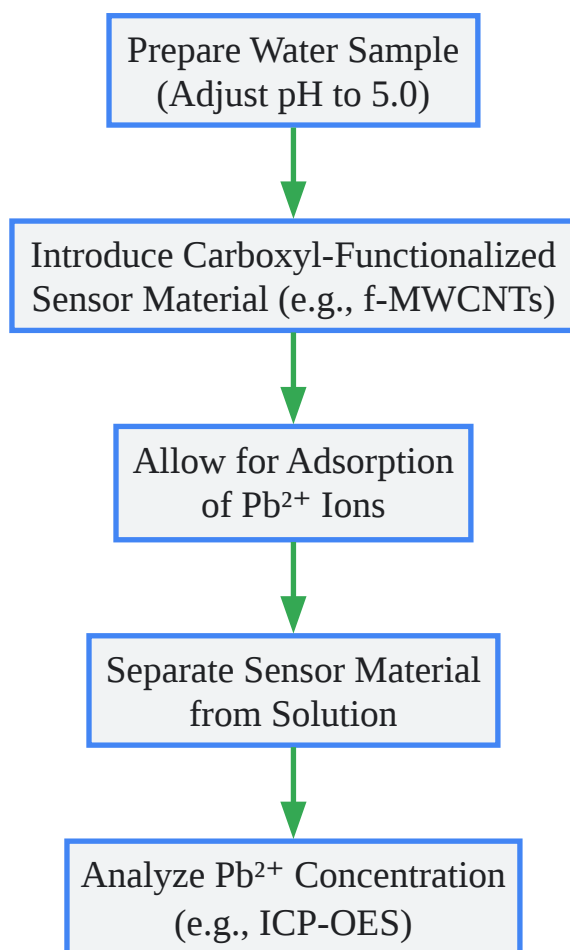 Prepare Water Sample
(Adjust pH to 5.0)
Introduce Carboxyl-Functionalized
Sensor Material (e.g., f-MWCNTs)
Allow for Adsorption
of Pb²⁺ Ions
Separate Sensor Material
from Solution
Analyze Pb²⁺ Concentration
(e.g., ICP-OES)